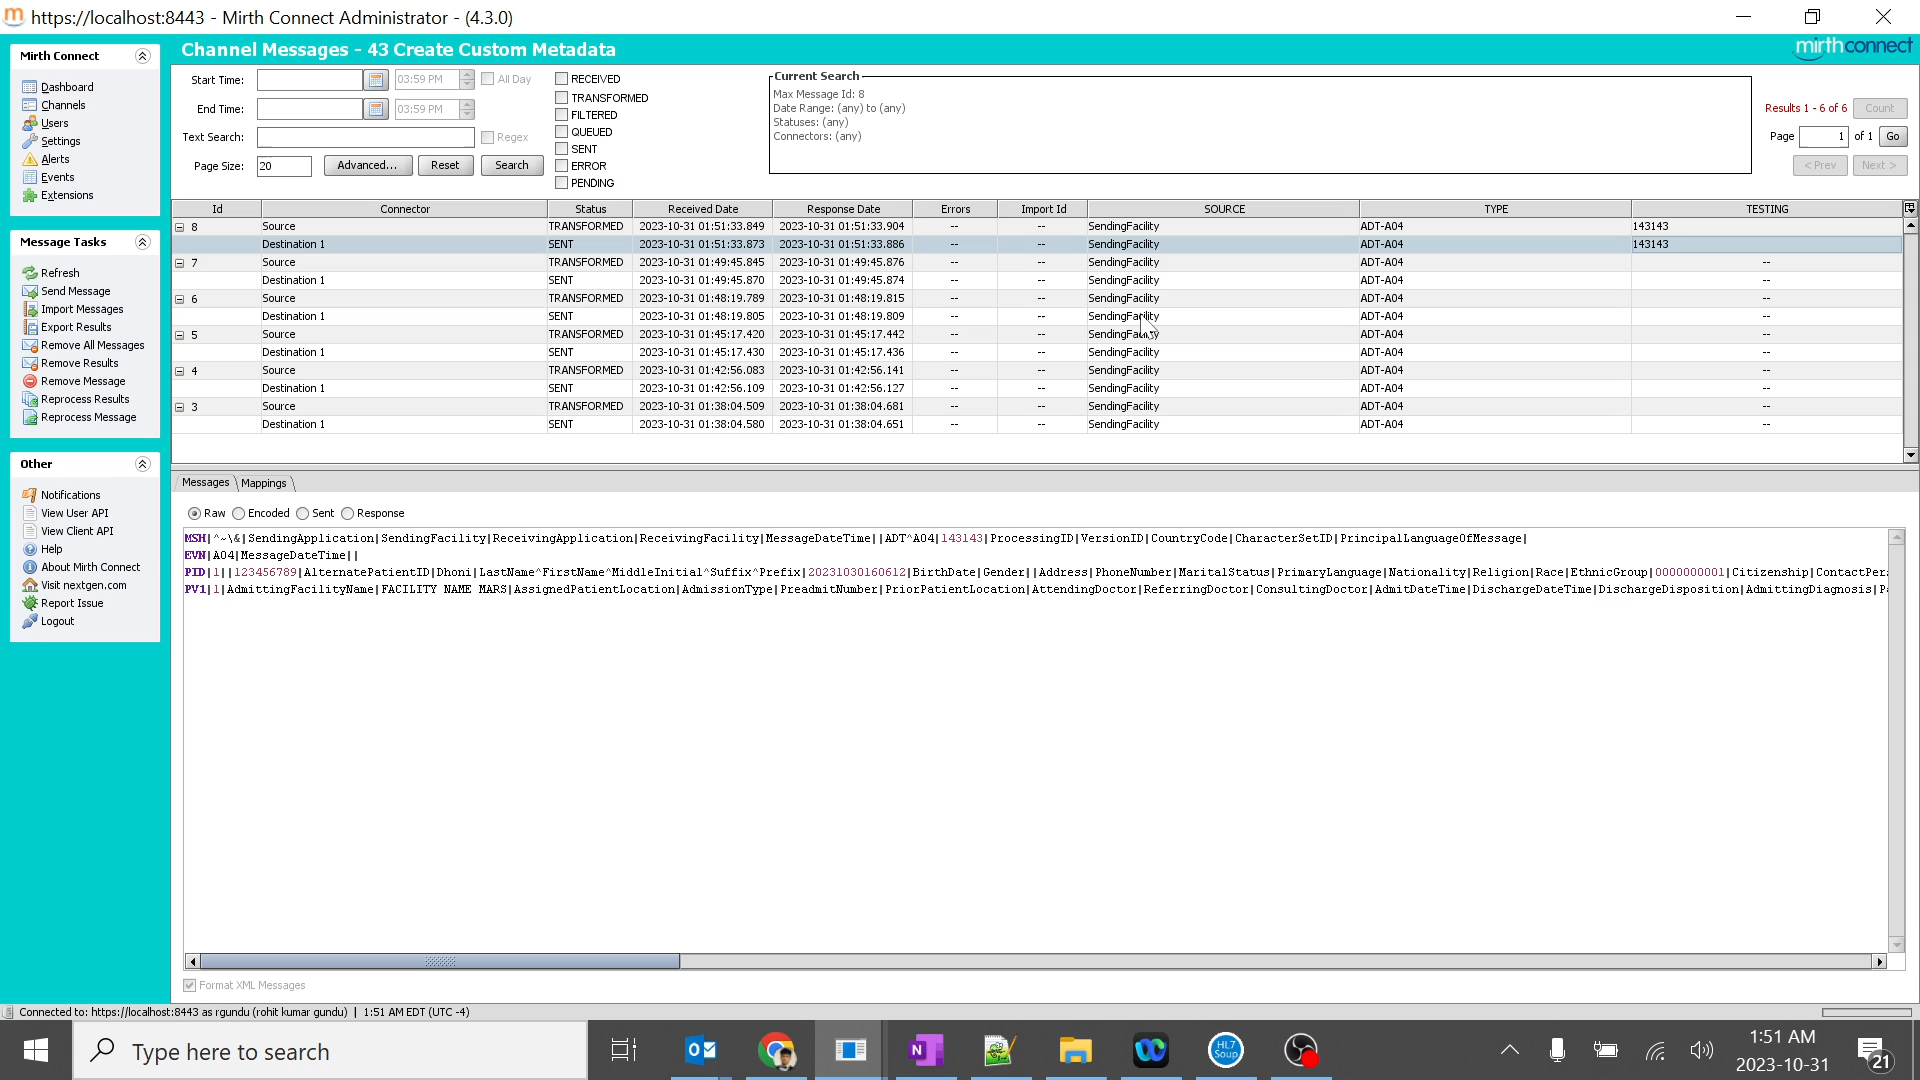 https://localhost:8443 - Mirth Connect Administrator - (4.3.0)
Mirth Connect
Channel Messages - 43 Create Custom Metadata
mirthconnect
Dashboard
Channels
Users
Settings
Alerts
Events
Extensions
Message Tasks
Refresh
Send Message
Import Messages
Export Results
Remove All Messages
Remove Results
Remove Message
Reprocess Results
Reprocess Message
Other
Notifications
View User API
View Client API
Help
About Mirth Connect
Visit nextgen.com
Report Issue
Logout
Start Time: 03:59 PM All Day
End Time: 03:59 PM
Text Search: Regex
Page Size: 20 Advanced... Reset Search
RECEIVED
TRANSFORMED
FILTERED
QUEUED
SENT
ERROR
PENDING
Current Search
Max Message Id: 8
Date Range: (any) to (any)
Statuses: (any)
Connectors: (any)
Results 1 - 6 of 6 Count
Page 1 of 1 Go
< Prev Next >
Id Connector Status Received Date Response Date Errors Import Id SOURCE TYPE TESTING
8 Source TRANSFORMED 2023-10-31 01:51:33.849 2023-10-31 01:51:33.904 -- -- SendingFacility ADT-A04 143143
Destination 1 SENT 2023-10-31 01:51:33.873 2023-10-31 01:51:33.886 -- -- SendingFacility ADT-A04 143143
7 Source TRANSFORMED 2023-10-31 01:49:45.845 2023-10-31 01:49:45.876 -- -- SendingFacility ADT-A04 --
Destination 1 SENT 2023-10-31 01:49:45.870 2023-10-31 01:49:45.874 -- -- SendingFacility ADT-A04 --
6 Source TRANSFORMED 2023-10-31 01:48:19.789 2023-10-31 01:48:19.815 -- -- SendingFacility ADT-A04 --
Destination 1 SENT 2023-10-31 01:48:19.805 2023-10-31 01:48:19.809 -- -- SendingFacility ADT-A04 --
5 Source TRANSFORMED 2023-10-31 01:45:17.420 2023-10-31 01:45:17.442 -- -- SendingFacility ADT-A04 --
Destination 1 SENT 2023-10-31 01:45:17.430 2023-10-31 01:45:17.436 -- -- SendingFacility ADT-A04 --
4 Source TRANSFORMED 2023-10-31 01:42:56.083 2023-10-31 01:42:56.141 -- -- SendingFacility ADT-A04 --
Destination 1 SENT 2023-10-31 01:42:56.109 2023-10-31 01:42:56.127 -- -- SendingFacility ADT-A04 --
3 Source TRANSFORMED 2023-10-31 01:38:04.509 2023-10-31 01:38:04.681 -- -- SendingFacility ADT-A04 --
Destination 1 SENT 2023-10-31 01:38:04.580 2023-10-31 01:38:04.651 -- -- SendingFacility ADT-A04 --
Messages Mappings
Raw Encoded Sent Response
MSH|^~\&|SendingApplication|SendingFacility|ReceivingApplication|ReceivingFacility|MessageDateTime||ADT^A04|143143|ProcessingID|VersionID|CountryCode|CharacterSetID|PrincipalLanguageOfMessage|
EVN|A04|MessageDateTime||
PID|1||123456789|AlternatePatientID|Dhoni|LastName^FirstName^MiddleInitial^Suffix^Prefix|20231030160612|BirthDate|Gender||Address|PhoneNumber|MaritalStatus|PrimaryLanguage|Nationality|Religion|Race|EthnicGroup|0000000001|Citizenship|ContactPer
PV1|1|AdmittingFacilityName|FACILITY NAME MARS|AssignedPatientLocation|AdmissionType|PreadmitNumber|PriorPatientLocation|AttendingDoctor|ReferringDoctor|ConsultingDoctor|AdmitDateTime|DischargeDateTime|DischargeDisposition|AdmittingDiagnosis|P
Format XML Messages
Connected to: https://localhost:8443 as rgundu (rohit kumar gundu) | 1:51 AM EDT (UTC -4)
Type here to search
HL7
Soup
1:51 AM
2023-10-31
21